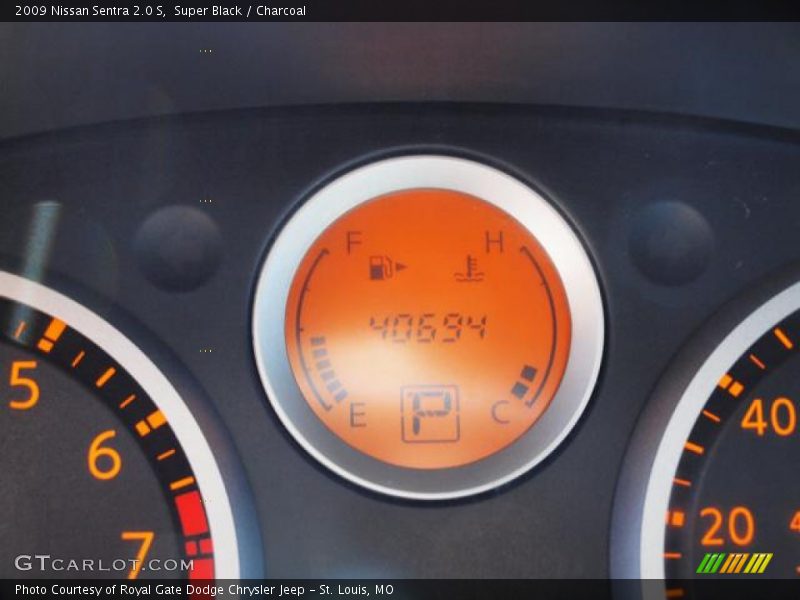 2009 Nissan Sentra 2.0 S,  Super Black / Charcoal
F H
40694
E P C
5
6
7
40
20
GTCARLOT.COM
Photo Courtesy of Royal Gate Dodge Chrysler Jeep - St. Louis, MO